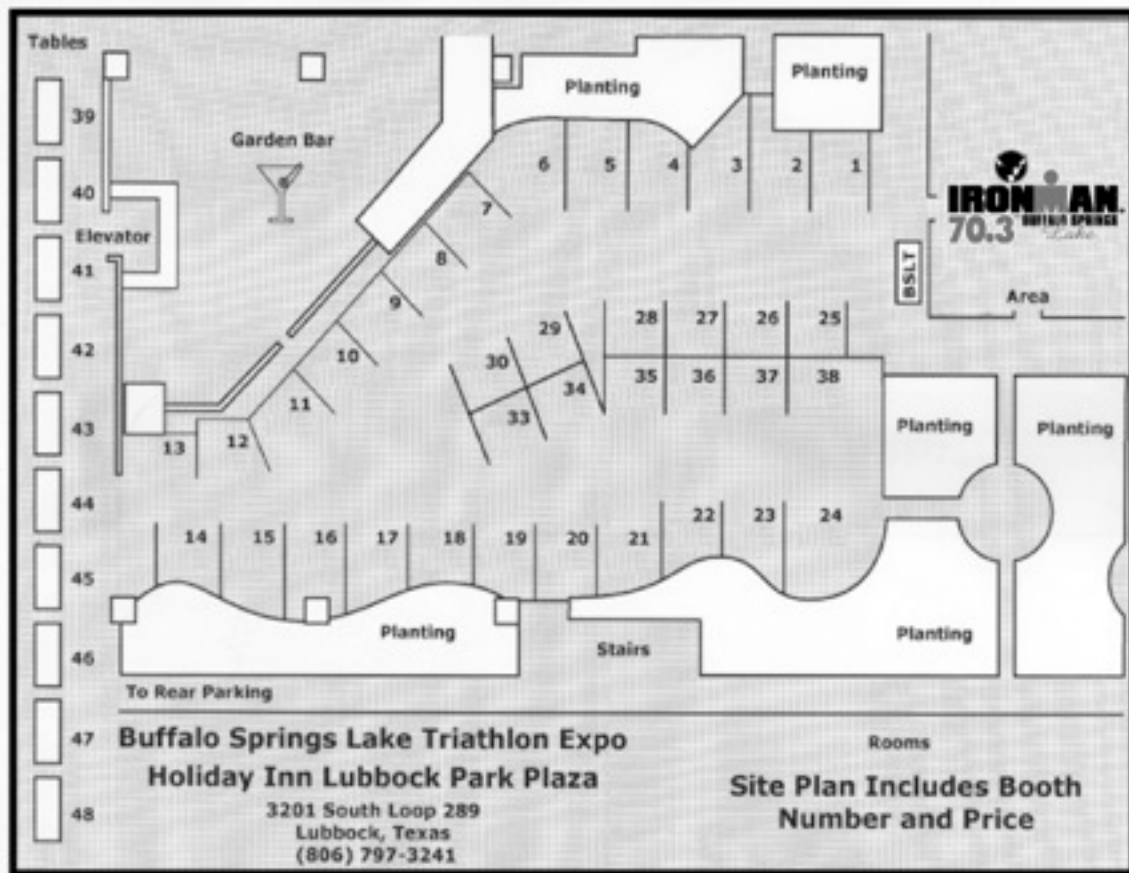 Tables
39
40
41
42
43
44
45
46
47
48
Garden Bar
Elevator
Planting
Planting
6 5 4 3 2 1
7
8
9
10
11
12
13
IRONMAN
70.3 BUFFALO SPRINGS
Lake
BSLT
Area
28 27 26 25
29
30
35 36 37 38
34
33
Planting
Planting
14 15 16 17 18 19 20 21 22 23 24
Planting
Stairs
Planting
To Rear Parking
Buffalo Springs Lake Triathlon Expo
Holiday Inn Lubbock Park Plaza
3201 South Loop 289
Lubbock, Texas
(806) 797-3241
Rooms
Site Plan Includes Booth
Number and Price